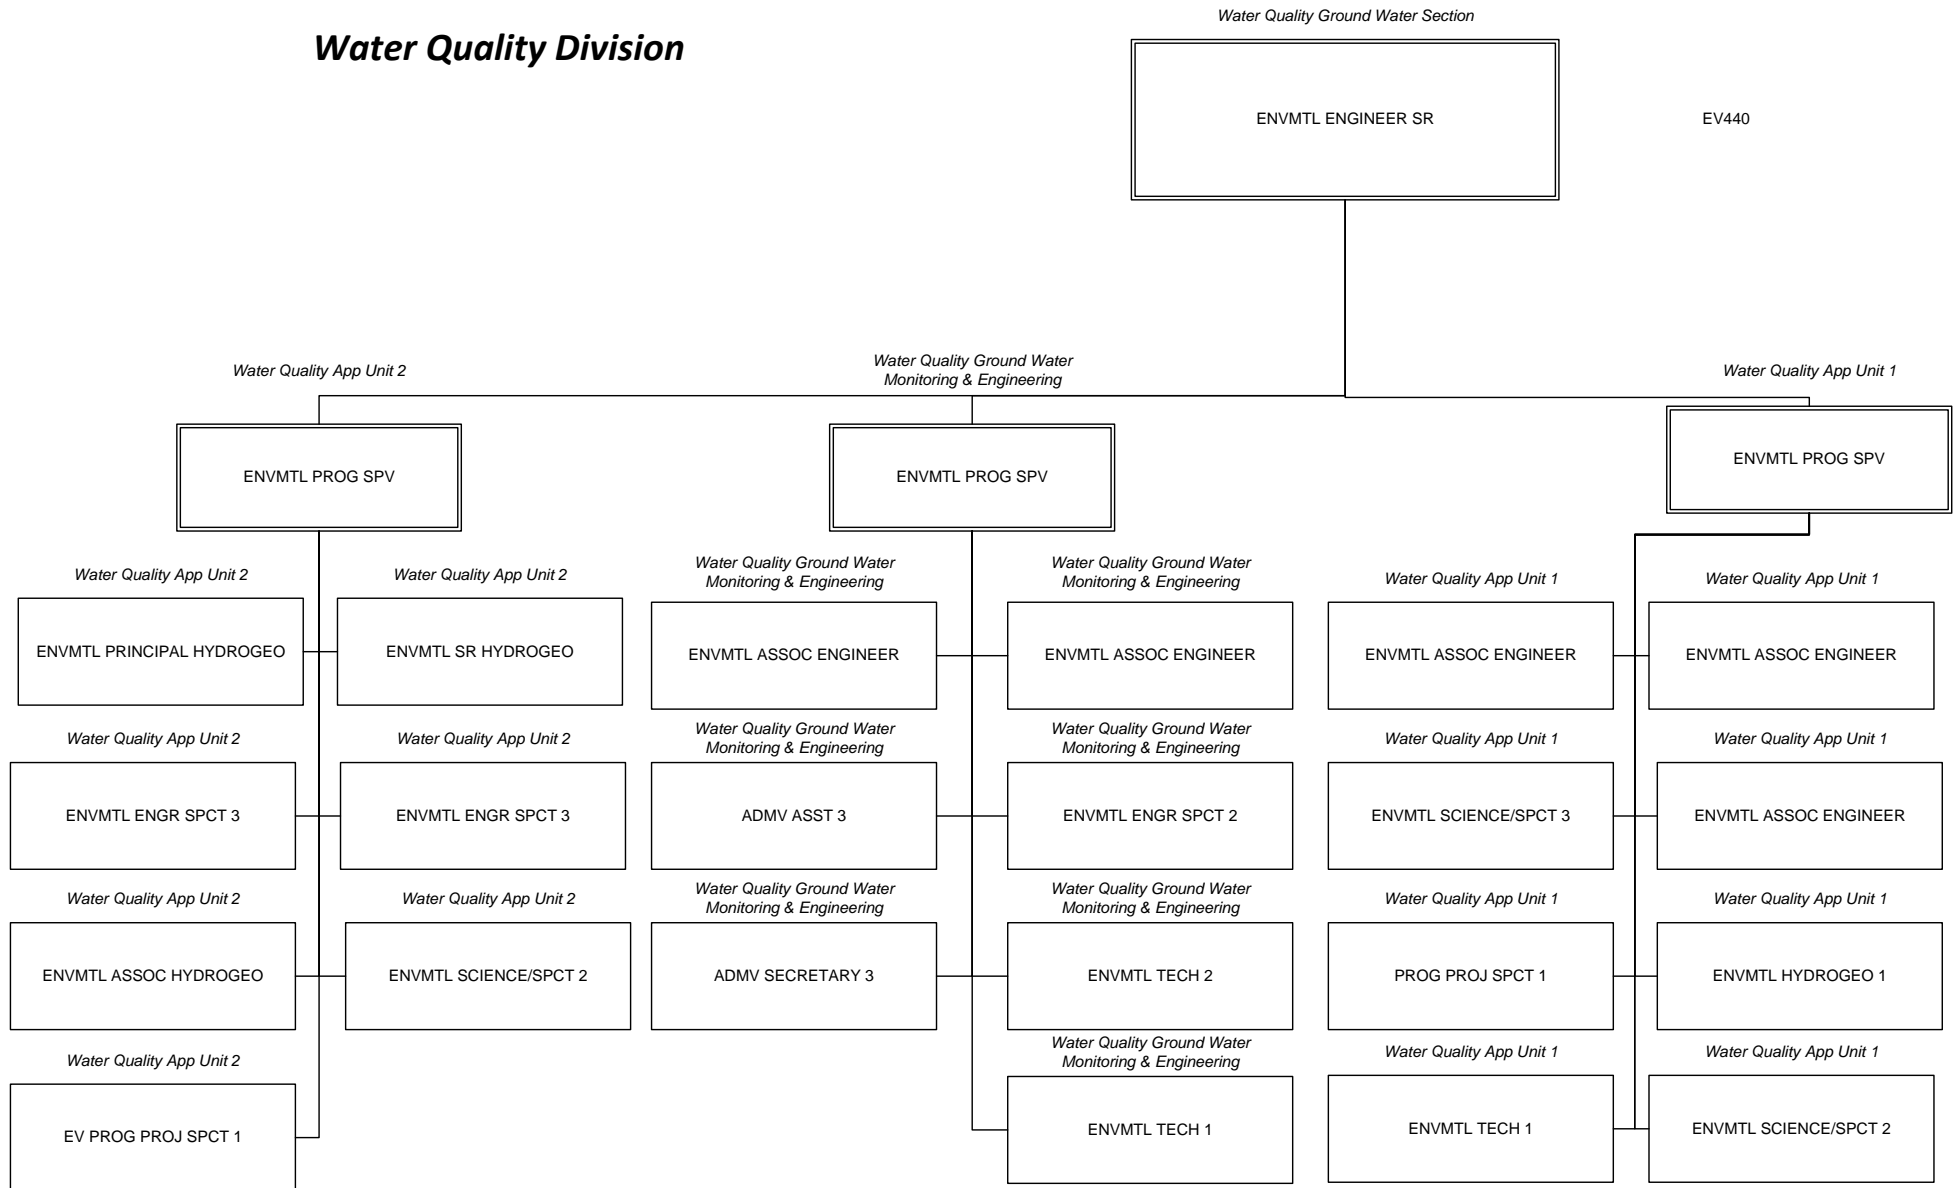 Water Quality Ground Water Section
Water Quality Division
ENVMTL ENGINEER SR
EV440
Water Quality App Unit 2
Water Quality Ground Water
Monitoring & Engineering
Water Quality App Unit 1
ENVMTL PROG SPV
ENVMTL PROG SPV
ENVMTL PROG SPV
Water Quality App Unit 2
Water Quality App Unit 2
Water Quality Ground Water
Monitoring & Engineering
Water Quality Ground Water
Monitoring & Engineering
Water Quality App Unit 1
Water Quality App Unit 1
ENVMTL PRINCIPAL HYDROGEO
ENVMTL SR HYDROGEO
ENVMTL ASSOC ENGINEER
ENVMTL ASSOC ENGINEER
ENVMTL ASSOC ENGINEER
ENVMTL ASSOC ENGINEER
Water Quality App Unit 2
Water Quality App Unit 2
Water Quality Ground Water
Monitoring & Engineering
Water Quality Ground Water
Monitoring & Engineering
Water Quality App Unit 1
Water Quality App Unit 1
ENVMTL ENGR SPCT 3
ENVMTL ENGR SPCT 3
ADMV ASST 3
ENVMTL ENGR SPCT 2
ENVMTL SCIENCE/SPCT 3
ENVMTL ASSOC ENGINEER
Water Quality App Unit 2
Water Quality App Unit 2
Water Quality Ground Water
Monitoring & Engineering
Water Quality Ground Water
Monitoring & Engineering
Water Quality App Unit 1
Water Quality App Unit 1
ENVMTL ASSOC HYDROGEO
ENVMTL SCIENCE/SPCT 2
ADMV SECRETARY 3
ENVMTL TECH 2
PROG PROJ SPCT 1
ENVMTL HYDROGEO 1
Water Quality App Unit 2
Water Quality Ground Water
Monitoring & Engineering
Water Quality App Unit 1
Water Quality App Unit 1
EV PROG PROJ SPCT 1
ENVMTL TECH 1
ENVMTL TECH 1
ENVMTL SCIENCE/SPCT 2